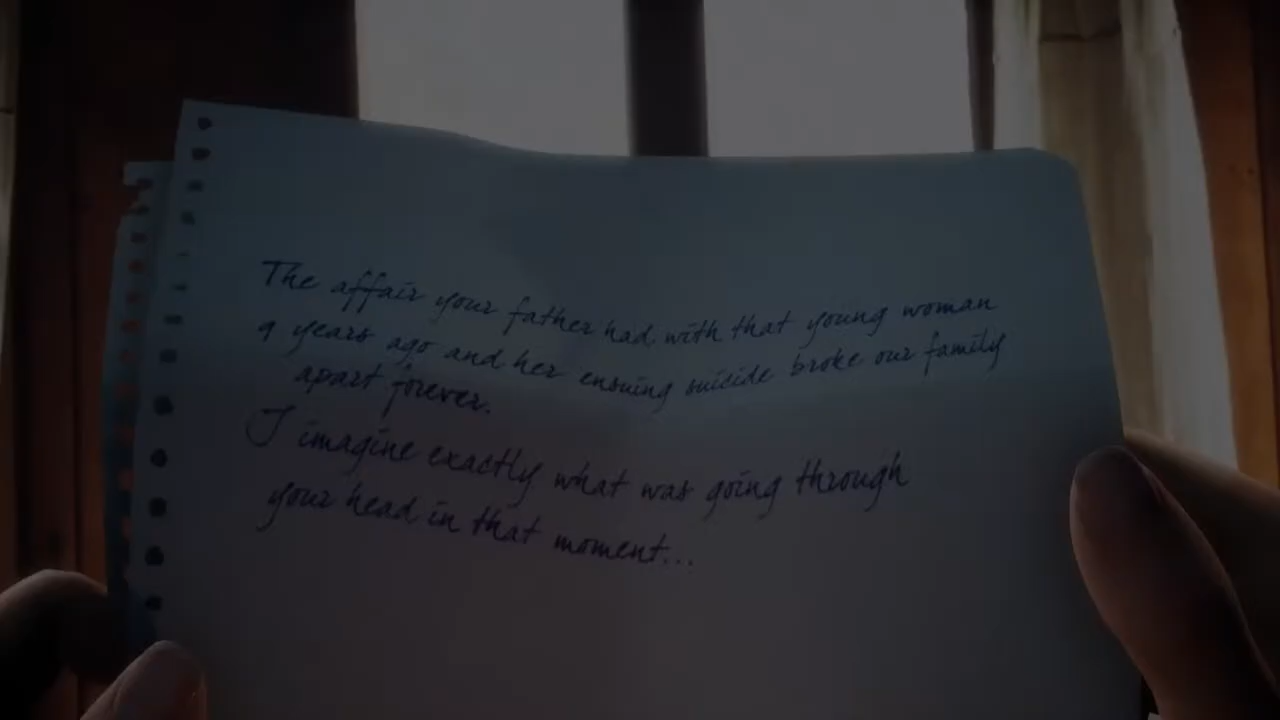 The affair your father had with that young woman
9 years ago and her ensuing suicide broke our family
apart forever.
I imagine exactly what was going through
your head in that moment...